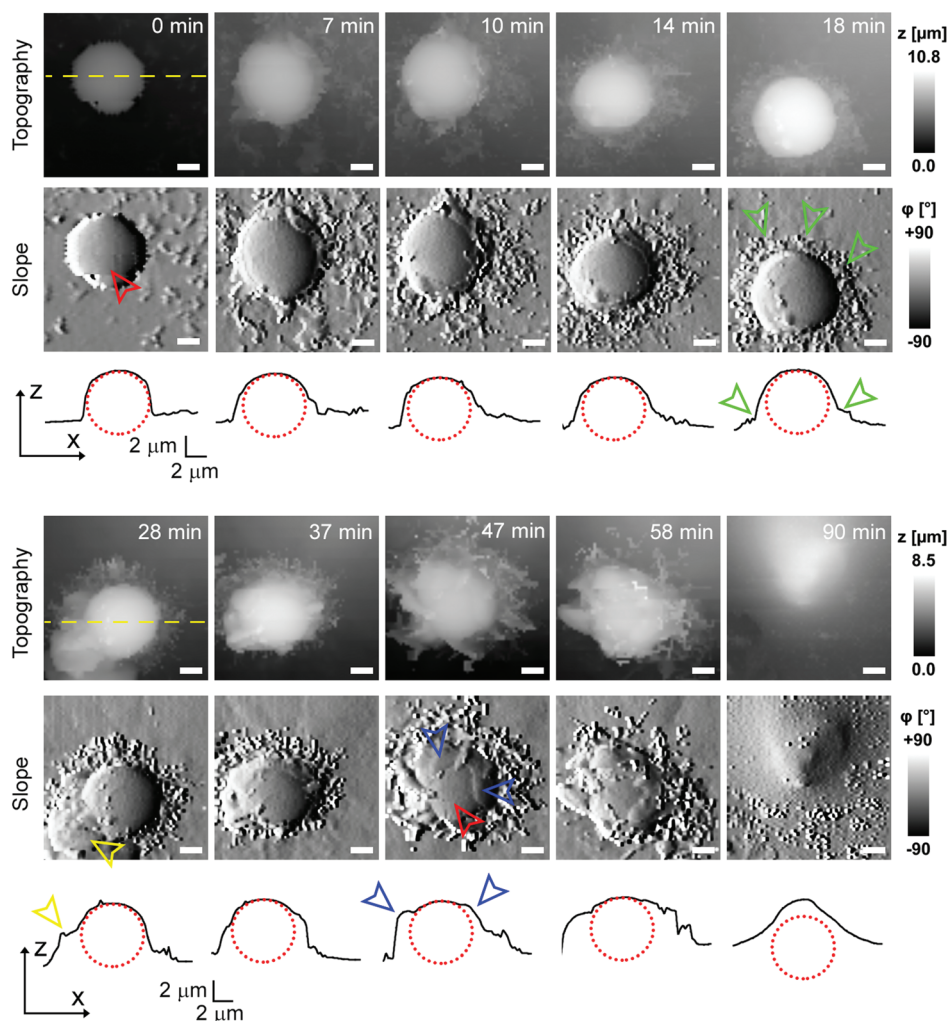 0 min 7 min 10 min 14 min 18 min
z [µm]
10.8
Topography
0.0
φ [°]
+90
Slope
-90
z
x
2 µm
2 µm
28 min 37 min 47 min 58 min 90 min
z [µm]
8.5
Topography
0.0
φ [°]
+90
Slope
-90
z
x
2 µm
2 µm